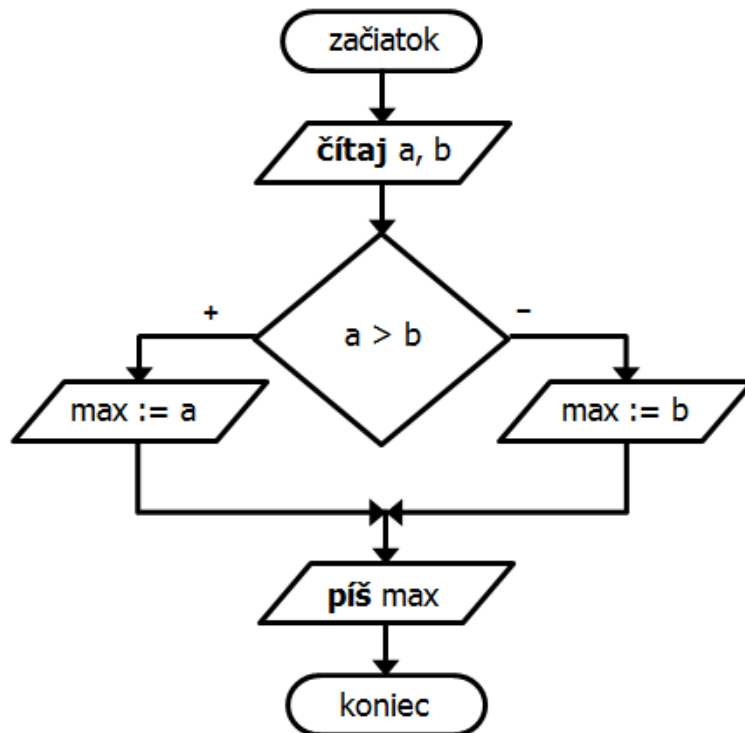 začiatok
čítaj a, b
+
–
a > b
max := a
max := b
píš max
koniec